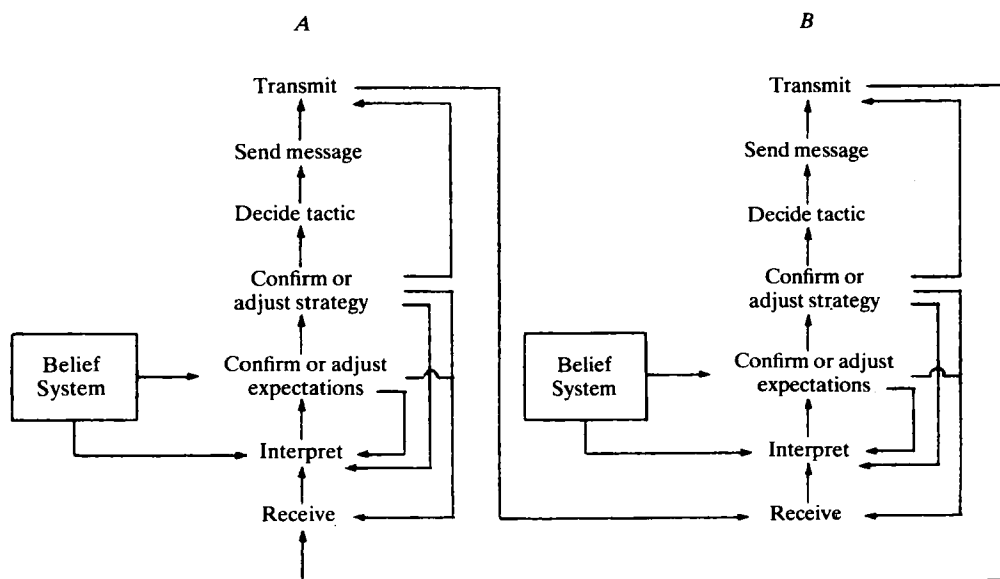 A
Transmit
Send message
Decide tactic
Confirm or
adjust strategy
Belief
System
Confirm or adjust
expectations
Interpret
Receive
B
Transmit
Send message
Decide tactic
Confirm or
adjust strategy
Belief
System
Confirm or adjust
expectations
Interpret
Receive